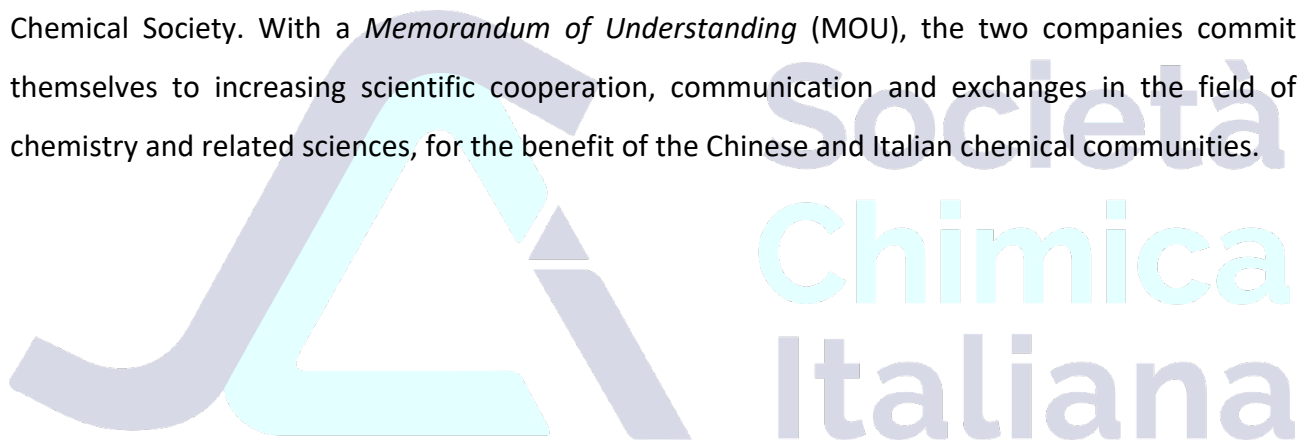 Chemical Society. With a Memorandum of Understanding (MOU), the two companies commit
themselves to increasing scientific cooperation, communication and exchanges in the field of
chemistry and related sciences, for the benefit of the Chinese and Italian chemical communities.
Società
Chimica
Italiana